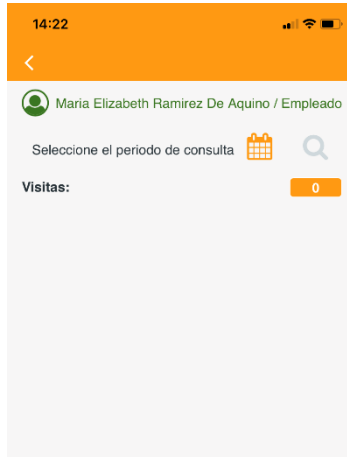 14:22
Maria Elizabeth Ramirez De Aquino / Empleado
Seleccione el periodo de consulta
Visitas: 0